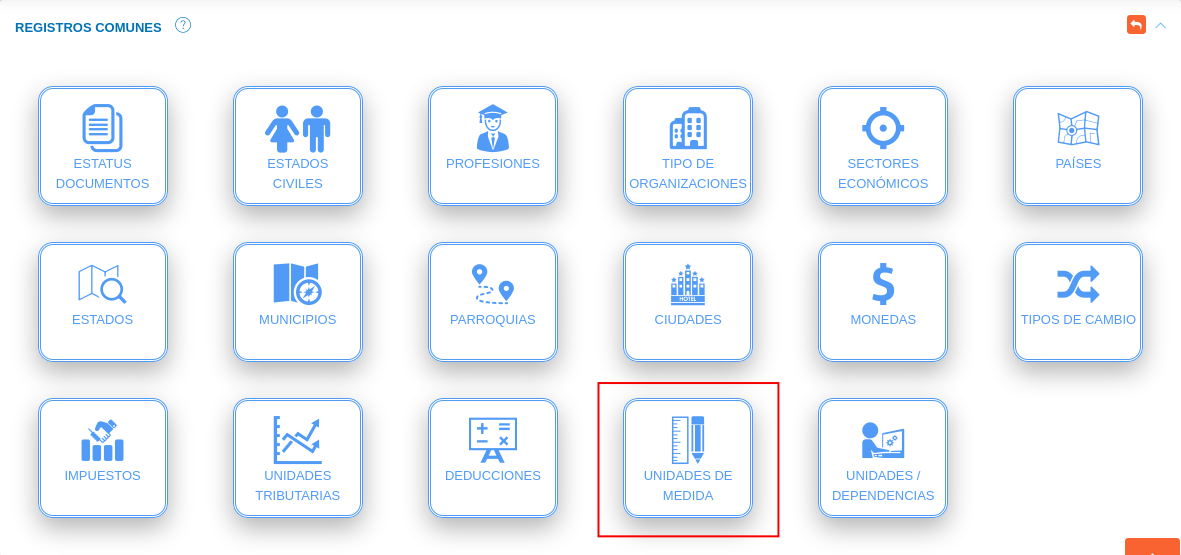 REGISTROS COMUNES ?
ESTATUS
DOCUMENTOS
ESTADOS
CIVILES
PROFESIONES
TIPO DE
ORGANIZACIONES
SECTORES
ECONÓMICOS
PAÍSES
ESTADOS
MUNICIPIOS
PARROQUIAS
HOTEL
CIUDADES
$
MONEDAS
TIPOS DE CAMBIO
IMPUESTOS
UNIDADES
TRIBUTARIAS
DEDUCCIONES
UNIDADES DE
MEDIDA
UNIDADES /
DEPENDENCIAS